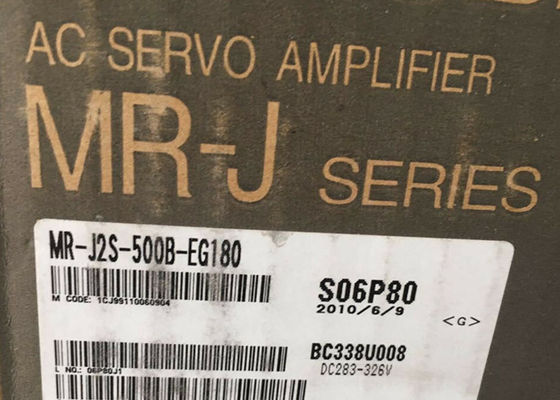 AC SERVO AMPLIFIER
MR-J SERIES
MR-J2S-500B-EG180
M CODE: 1CJ99110060904
S06P80
2010/6/9
<G>
BC338U008
DC283-326V
L NO.: 06P80J1